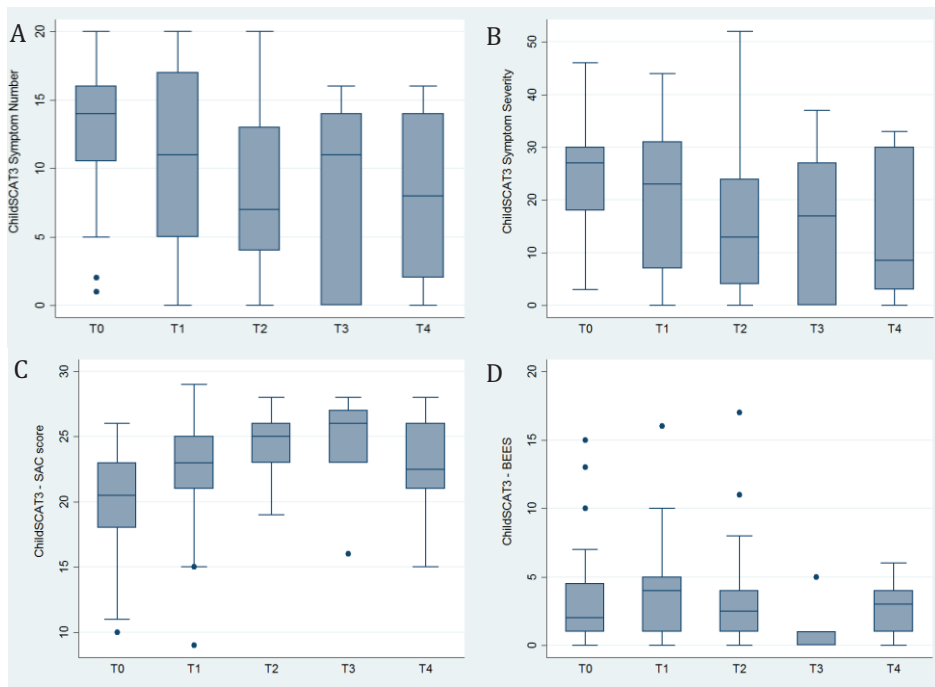 A
ChildSCAT3 Symptom Number
20
15
10
5
0
T0 T1 T2 T3 T4
B
ChildSCAT3 Symptom Severity
50
40
30
20
10
0
T0 T1 T2 T3 T4
C
ChildSCAT3 - SAC score
30
25
20
15
10
T0 T1 T2 T3 T4
D
ChildSCAT3 - BEES
20
15
10
5
0
T0 T1 T2 T3 T4